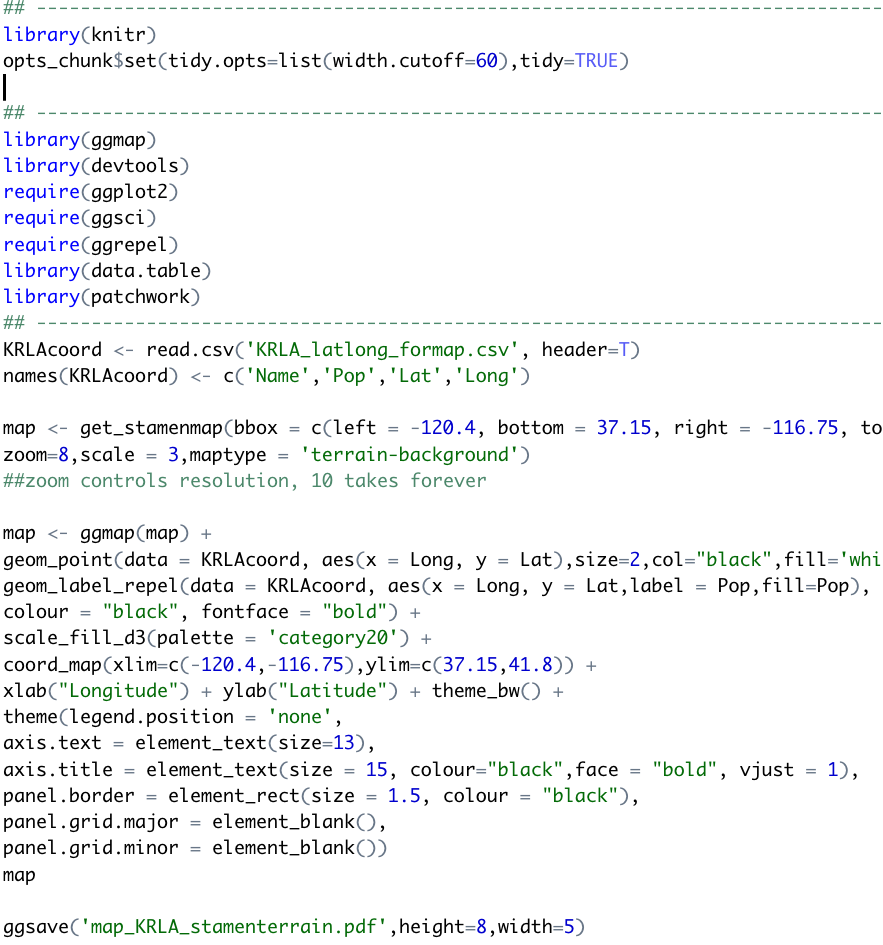 ## -----------------------------------------------------------------------------
library(knitr)
opts_chunk$set(tidy.opts=list(width.cutoff=60),tidy=TRUE)
## -----------------------------------------------------------------------------
library(ggmap)
library(devtools)
require(ggplot2)
require(ggsci)
require(ggrepel)
library(data.table)
library(patchwork)
## -----------------------------------------------------------------------------
KRLAcoord <- read.csv('KRLA_latlong_formap.csv', header=T)
names(KRLAcoord) <- c('Name','Pop','Lat','Long')
map <- get_stamenmap(bbox = c(left = -120.4, bottom = 37.15, right = -116.75, to
zoom=8,scale = 3,maptype = 'terrain-background')
##zoom controls resolution, 10 takes forever
map <- ggmap(map) +
geom_point(data = KRLAcoord, aes(x = Long, y = Lat),size=2,col="black",fill='whi
geom_label_repel(data = KRLAcoord, aes(x = Long, y = Lat,label = Pop,fill=Pop),
colour = "black", fontface = "bold") +
scale_fill_d3(palette = 'category20') +
coord_map(xlim=c(-120.4,-116.75),ylim=c(37.15,41.8)) +
xlab("Longitude") + ylab("Latitude") + theme_bw() +
theme(legend.position = 'none',
axis.text = element_text(size=13),
axis.title = element_text(size = 15, colour="black",face = "bold", vjust = 1),
panel.border = element_rect(size = 1.5, colour = "black"),
panel.grid.major = element_blank(),
panel.grid.minor = element_blank())
map
ggsave('map_KRLA_stamenterrain.pdf',height=8,width=5)